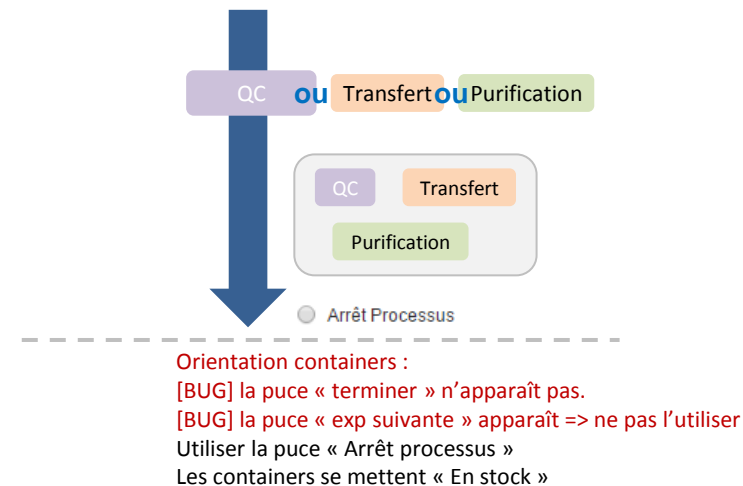 QC ou Transfert ou Purification
QC Transfert
Purification
Arrêt Processus
Orientation containers :
[BUG] la puce « terminer » n’apparaît pas.
[BUG] la puce « exp suivante » apparaît => ne pas l’utiliser
Utiliser la puce « Arrêt processus »
Les containers se mettent « En stock »